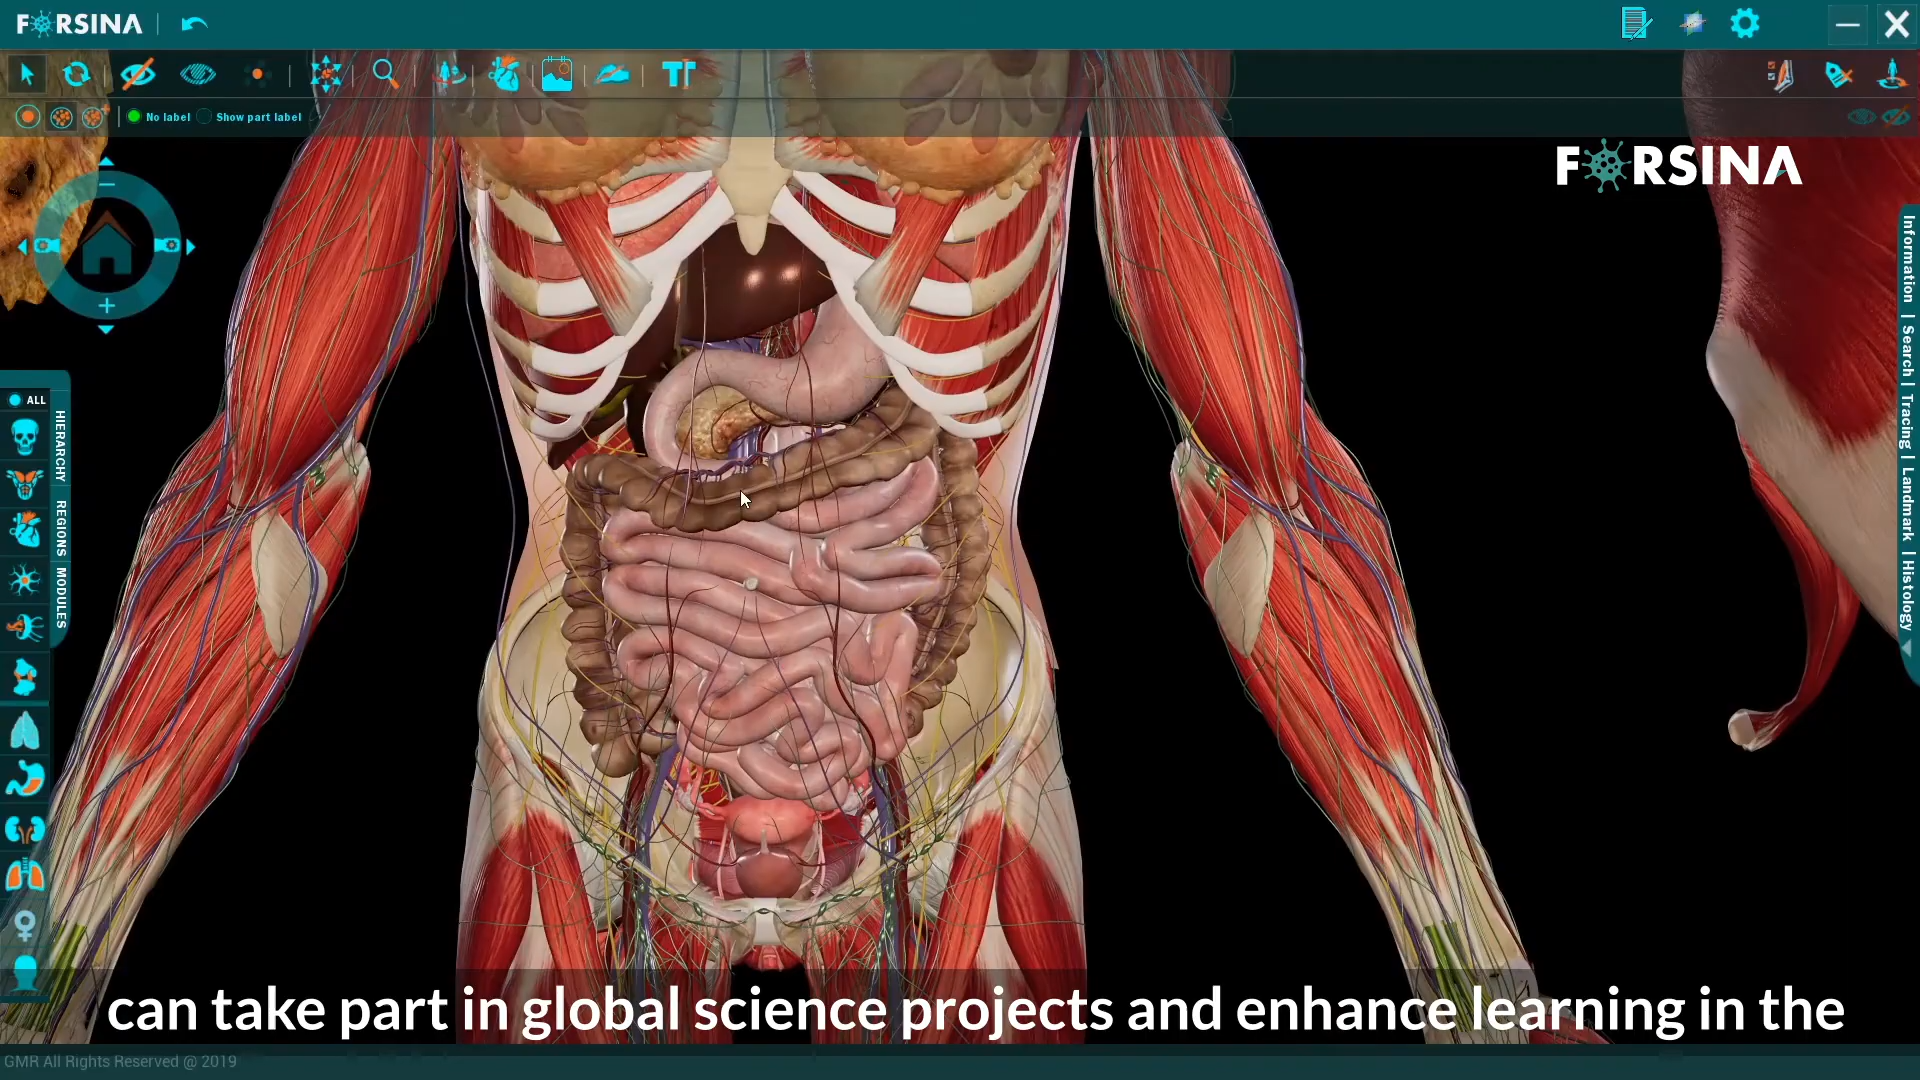 FORSINA
No label
Show part label
FORSINA
ALL
HIERARCHY
REGIONS
MODULES
Information | Search | Tracing | Landmark | Histology
can take part in global science projects and enhance learning in the
GMR All Rights Reserved @ 2019